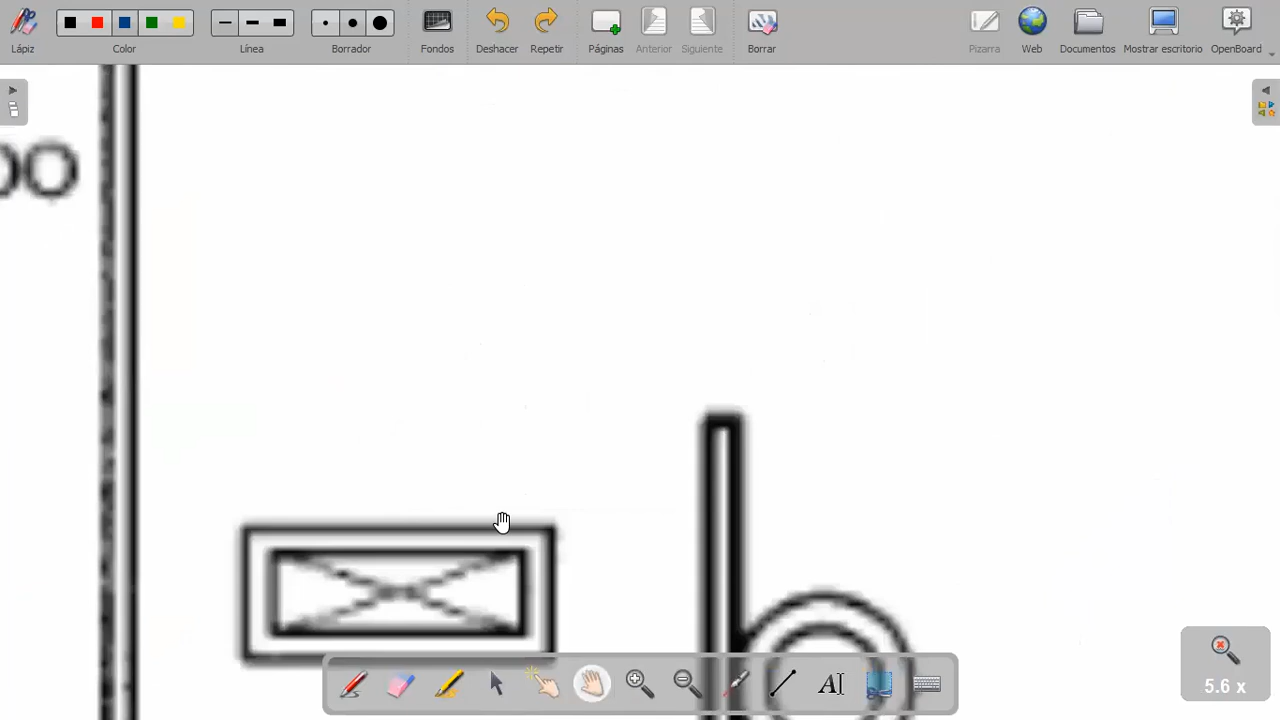 Lápiz
Color
Línea
Borrador
Fondos
Deshacer
Repetir
Páginas
Anterior
Siguiente
Borrar
Pizarra
Web
Documentos
Mostrar escritorio
OpenBoard
5.6 x